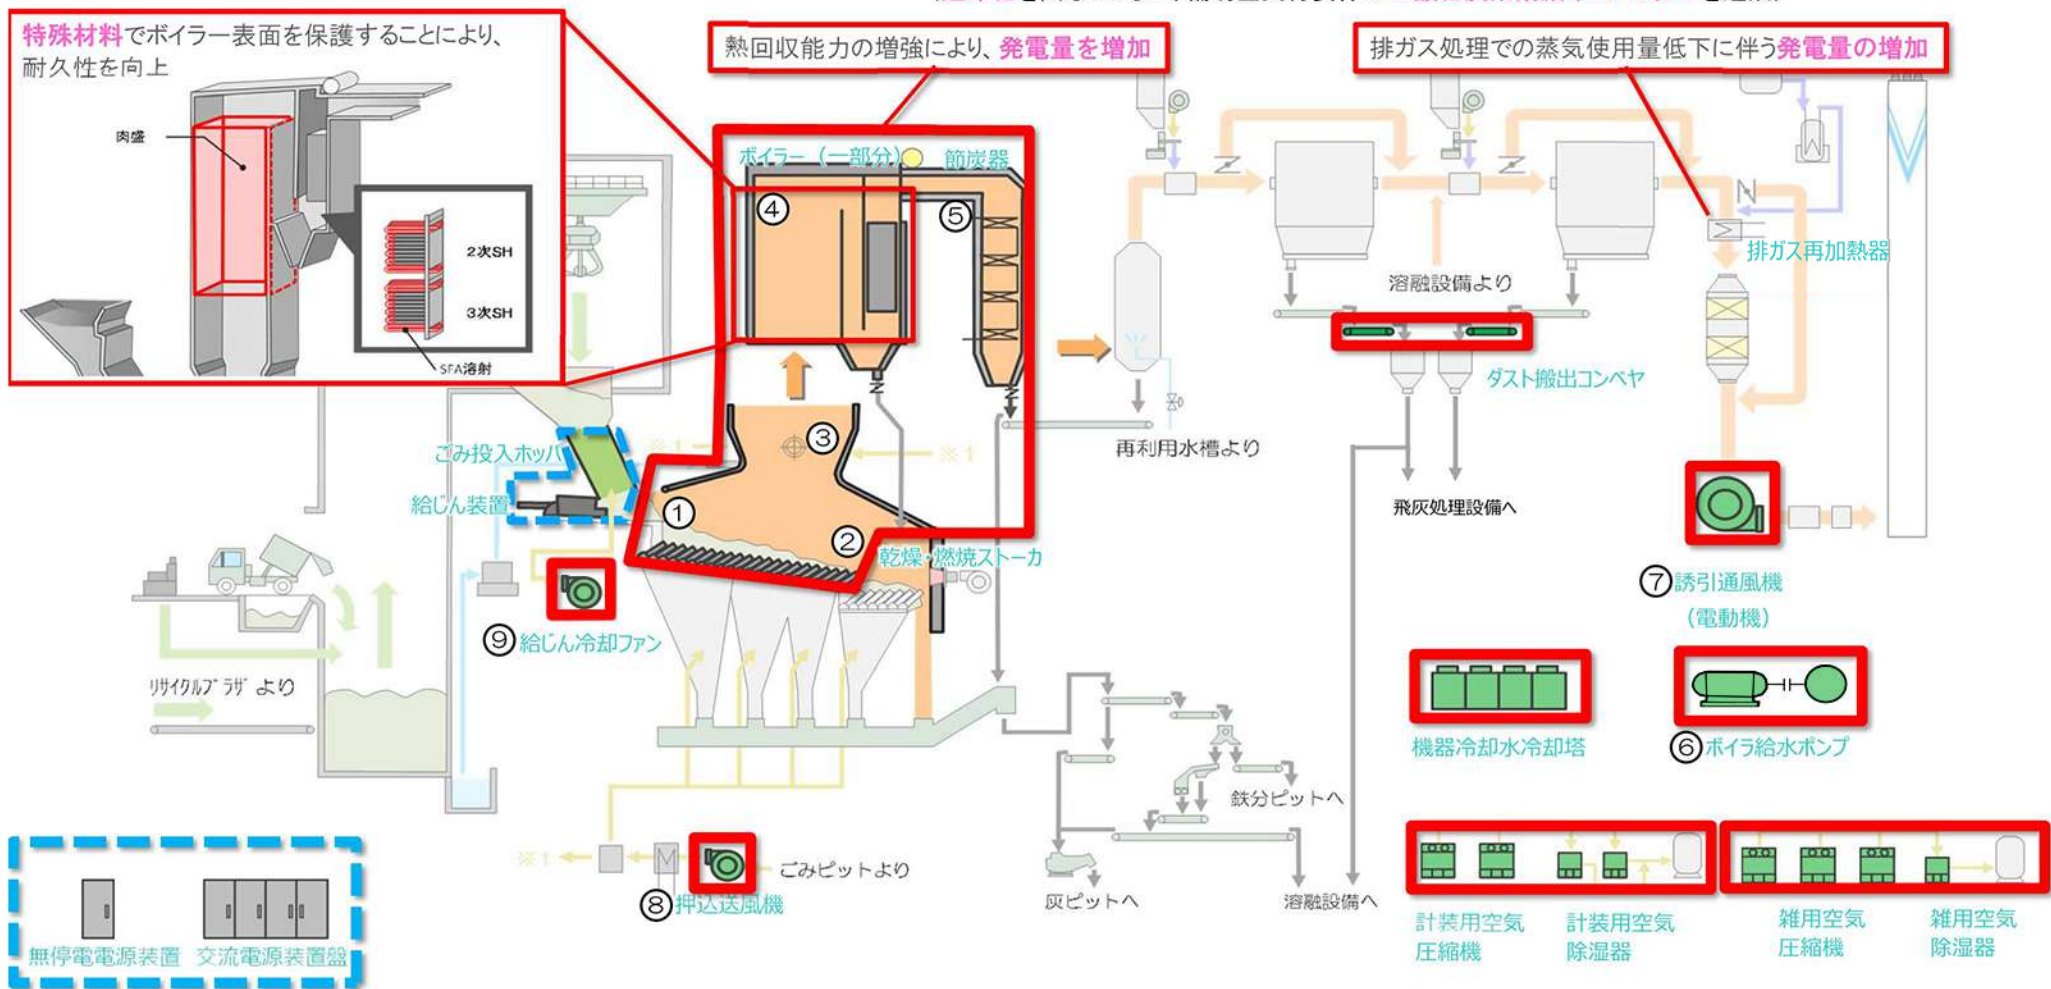 特殊材料でボイラー表面を保護することにより、
耐久性を向上
肉盛
2次SH
3次SH
SFA溶射
熱回収能力の増強により、発電量を増加
排ガス処理での蒸気使用量低下に伴う発電量の増加
ボイラー（一部分）
節炭器
④
⑤
排ガス再加熱器
溶融設備より
ダスト搬出コンベヤ
再利用水槽より
飛灰処理設備へ
ごみ投入ホッパ
※1
③
※1
給じん装置
①
②
乾燥・燃焼ストーカ
⑦誘引通風機
（電動機）
⑨給じん冷却ファン
リサイクルプラザより
機器冷却水冷却塔
⑥ボイラ給水ポンプ
鉄分ピットへ
※1
ごみピットより
⑧押込送風機
灰ピットへ
溶融設備へ
無停電電源装置
交流電源装置盤
計装用空気
圧縮機
計装用空気
除湿器
雑用空気
圧縮機
雑用空気
除湿器